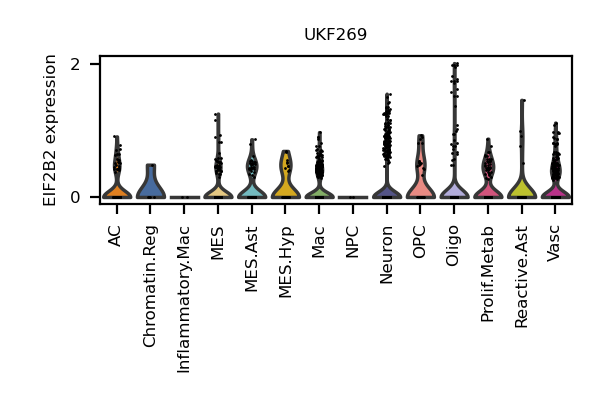 UKF269
EIF2B2 expression
2
0
AC
Chromatin.Reg
Inflammatory.Mac
MES
MES.Ast
MES.Hyp
Mac
NPC
Neuron
OPC
Oligo
Prolif.Metab
Reactive.Ast
Vasc